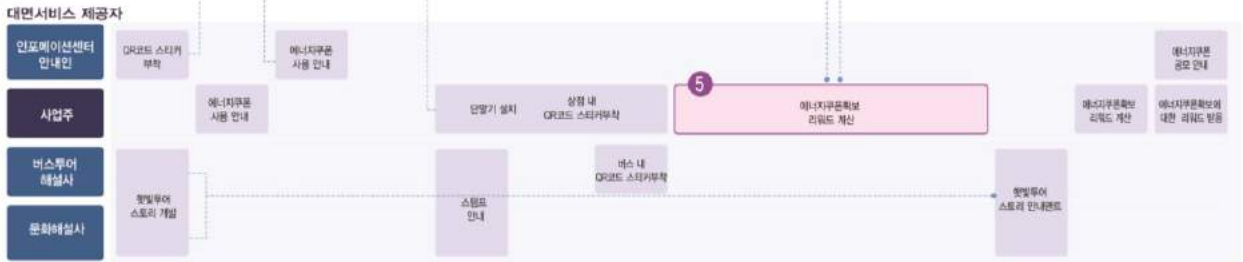 대면서비스 제공자
인포메이션센터
안내인
QR코드 스티커
부착
에너지쿠폰
사용 안내
에너지쿠폰
공모 안내
사업주
에너지쿠폰
사용 안내
단말기 설치
상점 내
QR코드 스티커부착
5
에너지쿠폰확보
리워드 계산
에너지쿠폰확보
리워드 계산
에너지쿠폰확보에
대한 리워드 받음
버스투어
해설사
문화해설사
햇빛투어
스토리 개발
스탬프
안내
버스 내
QR코드 스티커부착
햇빛투어
스토리 안내멘트